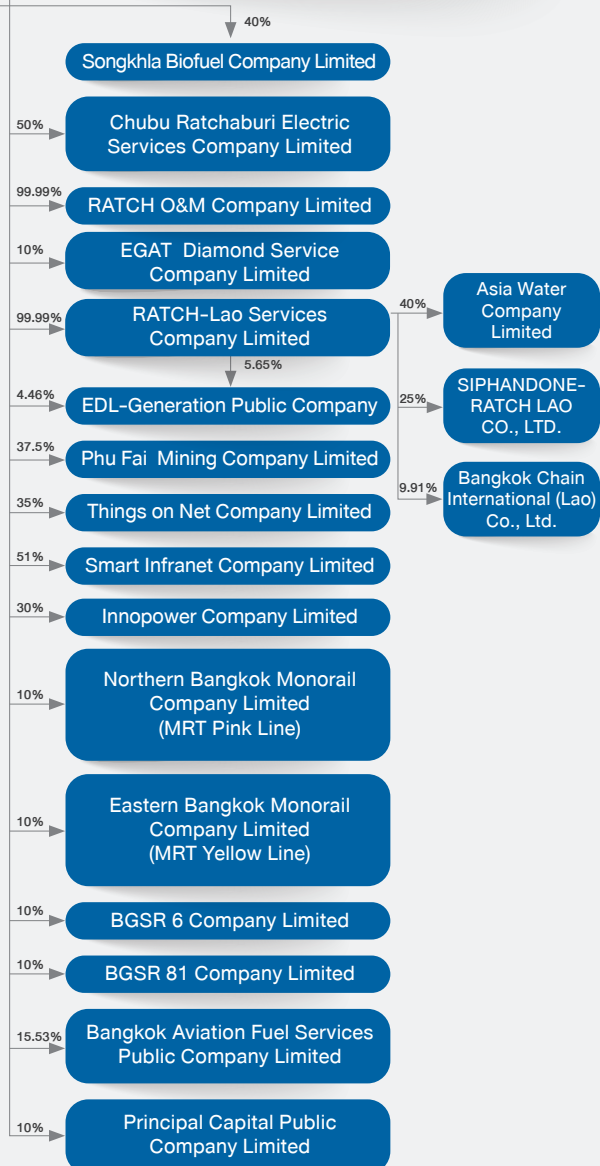 40%
Songkhla Biofuel Company Limited
50%
Chubu Ratchaburi Electric
Services Company Limited
99.99%
RATCH O&M Company Limited
10%
EGAT Diamond Service
Company Limited
99.99%
RATCH-Lao Services
Company Limited
40%
Asia Water
Company
Limited
5.65%
4.46%
EDL-Generation Public Company
25%
SIPHANDONE-
RATCH LAO
CO., LTD.
37.5%
Phu Fai Mining Company Limited
9.91%
Bangkok Chain
International (Lao)
Co., Ltd.
35%
Things on Net Company Limited
51%
Smart Infranet Company Limited
30%
Innopower Company Limited
10%
Northern Bangkok Monorail
Company Limited
(MRT Pink Line)
10%
Eastern Bangkok Monorail
Company Limited
(MRT Yellow Line)
10%
BGSR 6 Company Limited
10%
BGSR 81 Company Limited
15.53%
Bangkok Aviation Fuel Services
Public Company Limited
10%
Principal Capital Public
Company Limited